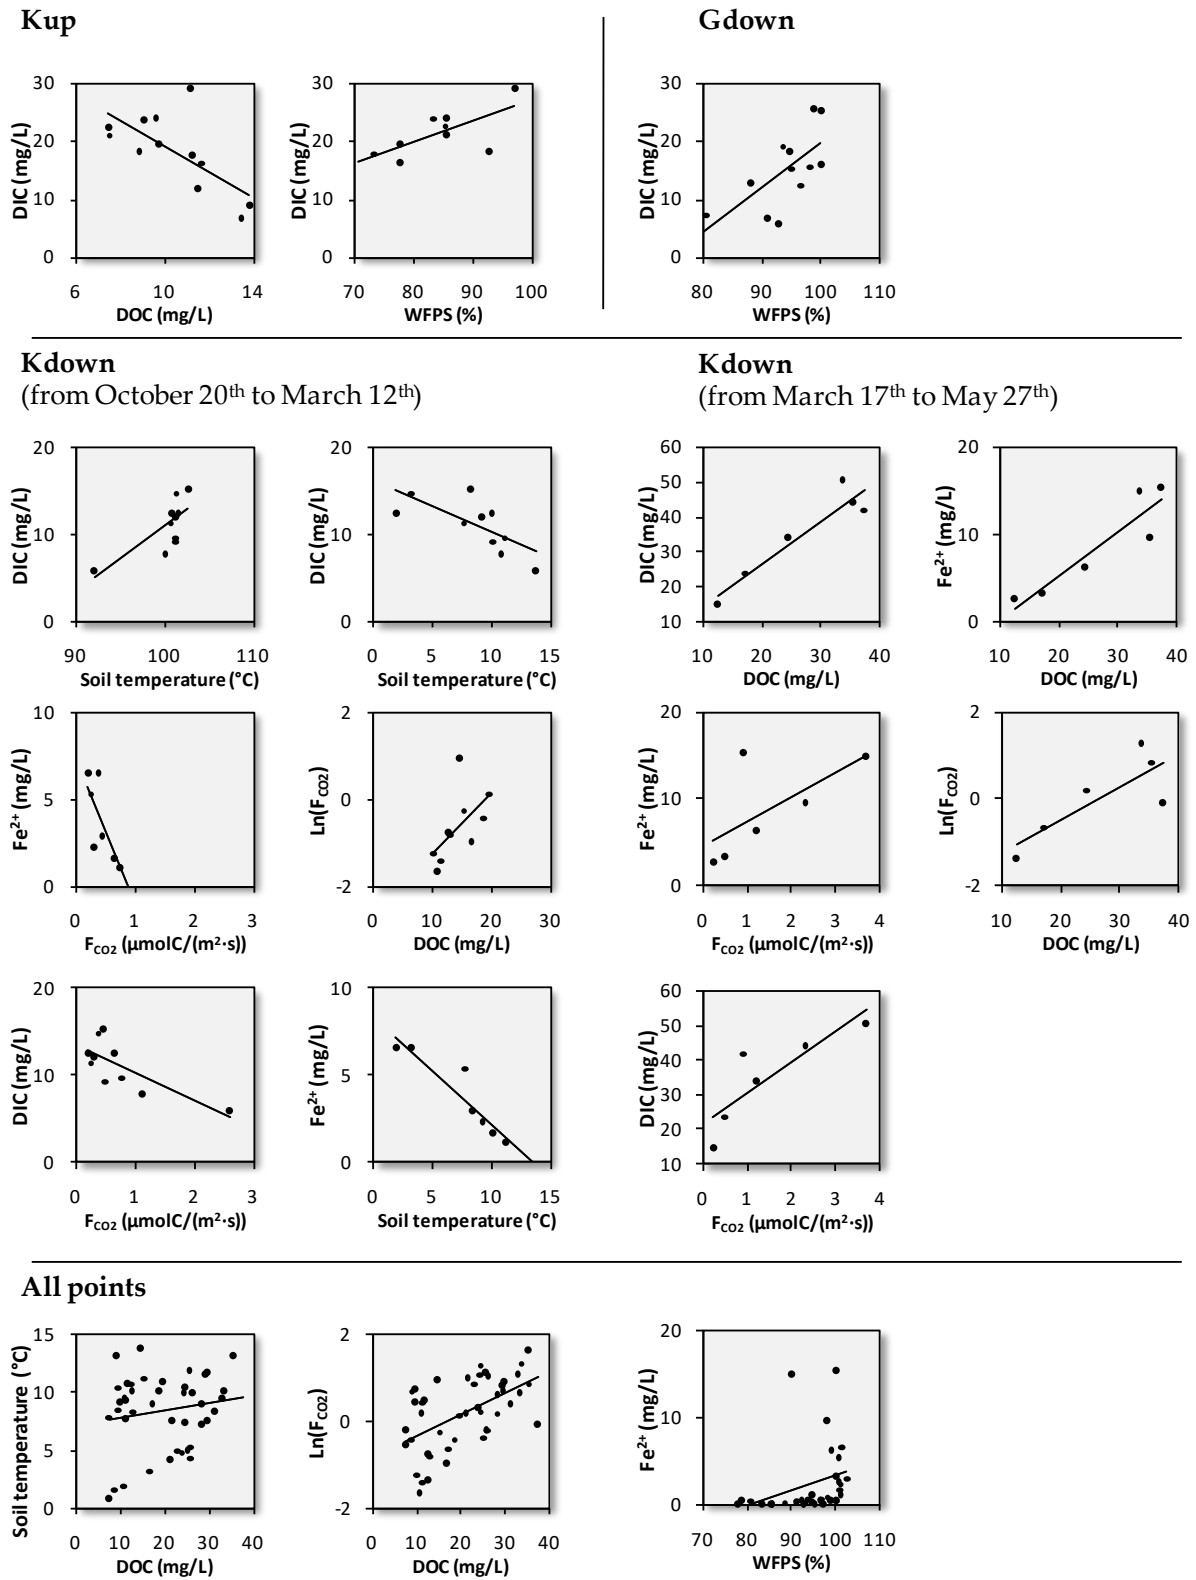 Kup
Gdown
30
20
10
0
DIC (mg/L)
6 10 14
DOC (mg/L)
30
20
10
0
DIC (mg/L)
70 80 90 100
WFPS (%)
30
20
10
0
DIC (mg/L)
80 90 100 110
WFPS (%)
Kdown
(from October 20th to March 12th)
Kdown
(from March 17th to May 27th)
20
10
0
DIC (mg/L)
90 100 110
Soil temperature (°C)
20
10
0
DIC (mg/L)
0 5 10 15
Soil temperature (°C)
60
50
40
30
20
10
DIC (mg/L)
10 20 30 40
DOC (mg/L)
20
10
0
Fe²⁺ (mg/L)
10 20 30 40
DOC (mg/L)
10
5
0
Fe²⁺ (mg/L)
0 1 2 3
FCO2 (µmolC/(m²·s))
2
0
-2
Ln(FCO2)
0 10 20 30
DOC (mg/L)
20
10
0
Fe²⁺ (mg/L)
0 1 2 3 4
FCO2 (µmolC/(m²·s))
2
0
-2
Ln(FCO2)
10 20 30 40
DOC (mg/L)
20
10
0
DIC (mg/L)
0 1 2 3
FCO2 (µmolC/(m²·s))
10
5
0
Fe²⁺ (mg/L)
0 5 10 15
Soil temperature (°C)
60
50
40
30
20
10
DIC (mg/L)
0 1 2 3 4
FCO2 (µmolC/(m²·s))
All points
15
10
5
0
Soil temperature (°C)
0 10 20 30 40
DOC (mg/L)
2
0
-2
Ln(FCO2)
0 10 20 30 40
DOC (mg/L)
20
10
0
Fe²⁺ (mg/L)
70 80 90 100 110
WFPS (%)